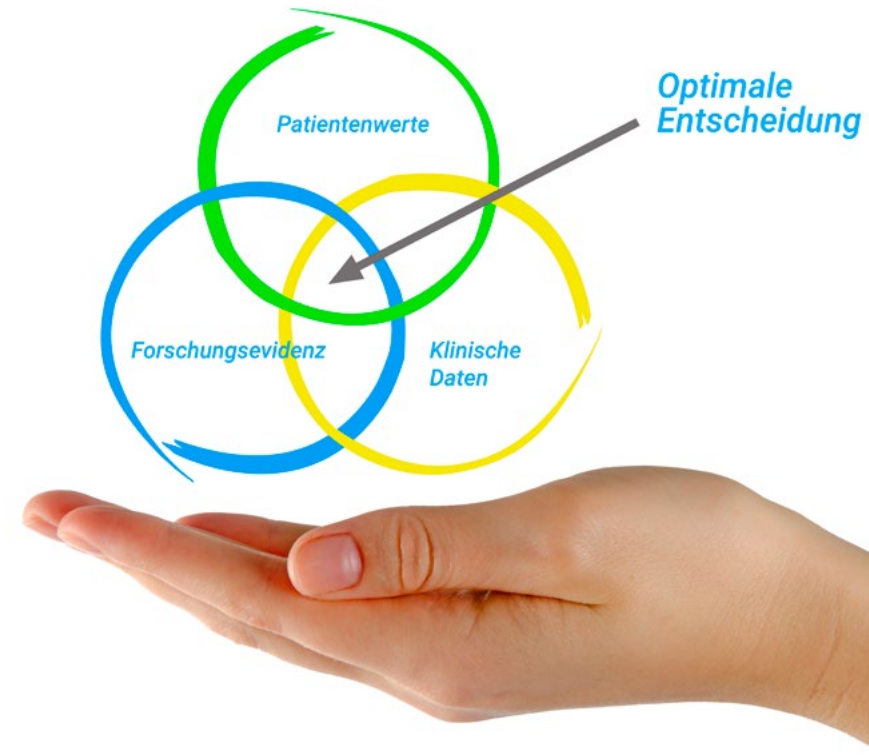 Optimale
Entscheidung
Patientenwerte
Forschungsevidenz
Klinische
Daten